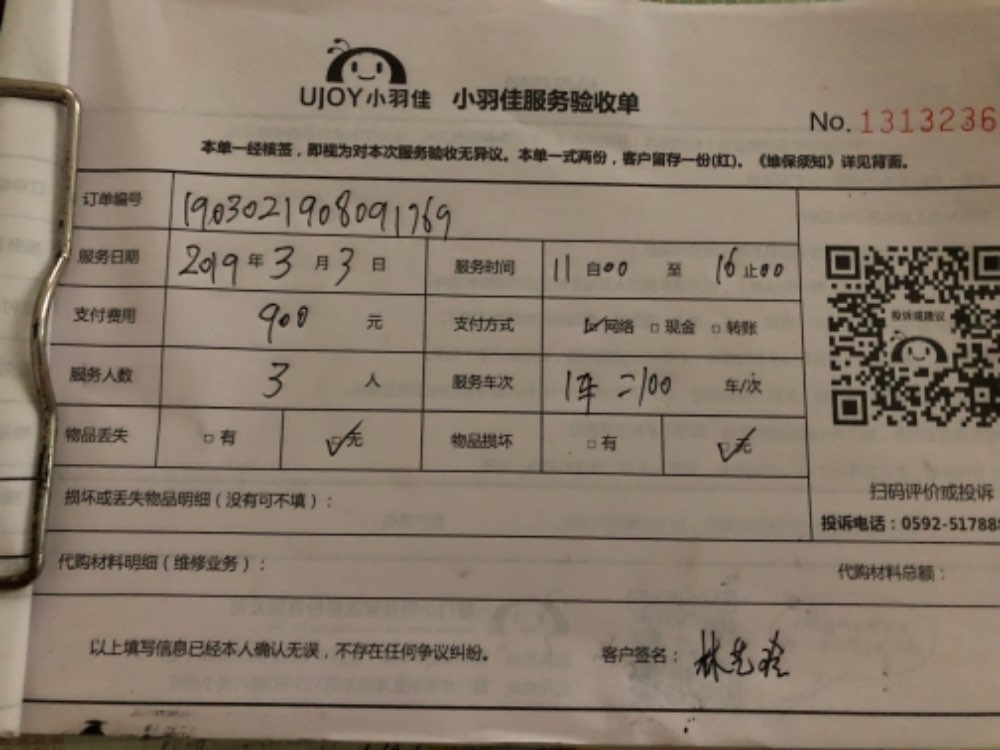 UJOY小羽佳 小羽佳服务验收单
No. 1313236
本单一经核签，即视为对本次服务验收无异议。本单一式两份，客户留存一份(红)。《维保须知》详见背面。
订单编号 1903021908091769
服务日期 2019年3月3日 服务时间 11自00 至 16止00
支付费用 900 元 支付方式 ☑网络 □现金 □转账
投诉或建议
服务人数 3 人 服务车次 1车=100 车/次
物品丢失 □有 ☑无 物品损坏 □有 ☑无
损坏或丢失物品明细（没有可不填）：
扫码评价或投诉
投诉电话：0592-51788
代购材料明细（维修业务）：
代购材料总额：
以上填写信息已经本人确认无误，不存在任何争议纠纷。 客户签名：林先